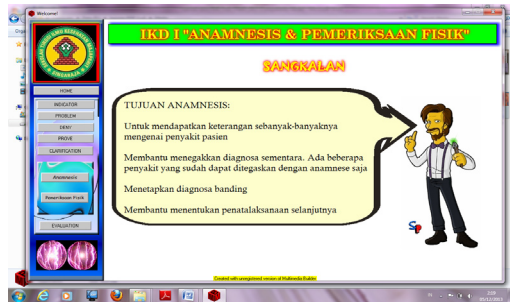 Welcome!
IKD I "ANAMNESIS & PEMERIKSAAN FISIK"
SANGKALAN
HOME
INDICATOR
PROBLEM
DENY
PROVE
CLARIFICATION
Anamnesis
Pemeriksaan Fisik
EVALUATION
TUJUAN ANAMNESIS:
Untuk mendapatkan keterangan sebanyak-banyaknya
mengenai penyakit pasien
Membantu menegakkan diagnosa sementara. Ada beberapa
penyakit yang sudah dapat ditegaskan dengan anamnese saja
Menetapkan diagnosa banding
Membantu menentukan penatalaksanaan selanjutnya
Created with unregistered version of Multimedia Builder